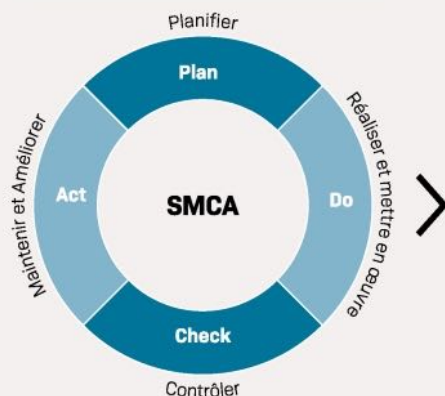 Planifier
Plan
Maintenir et Améliorer
Act
SMCA
Do
Réaliser et mettre en œuvre
Check
Contrôler